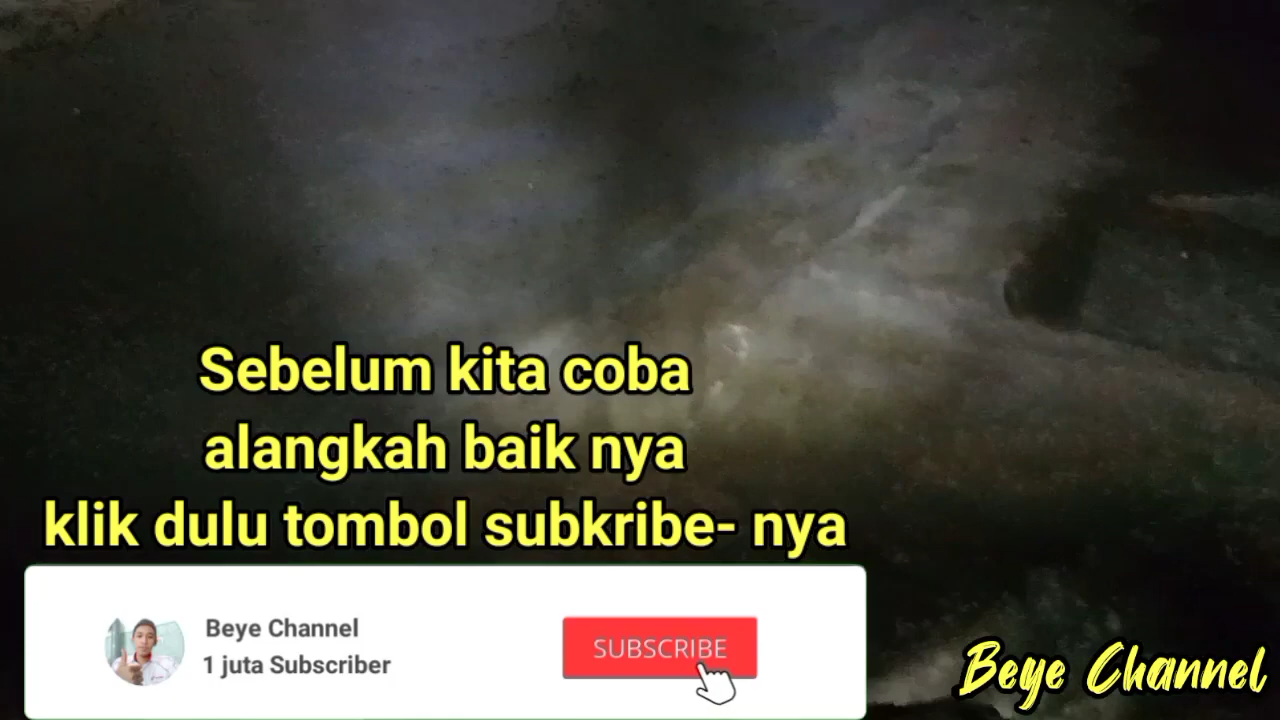 Sebelum kita coba
alangkah baik nya
klik dulu tombol subkribe- nya
Beye Channel
1 juta Subscriber
SUBSCRIBE
Beye Channel